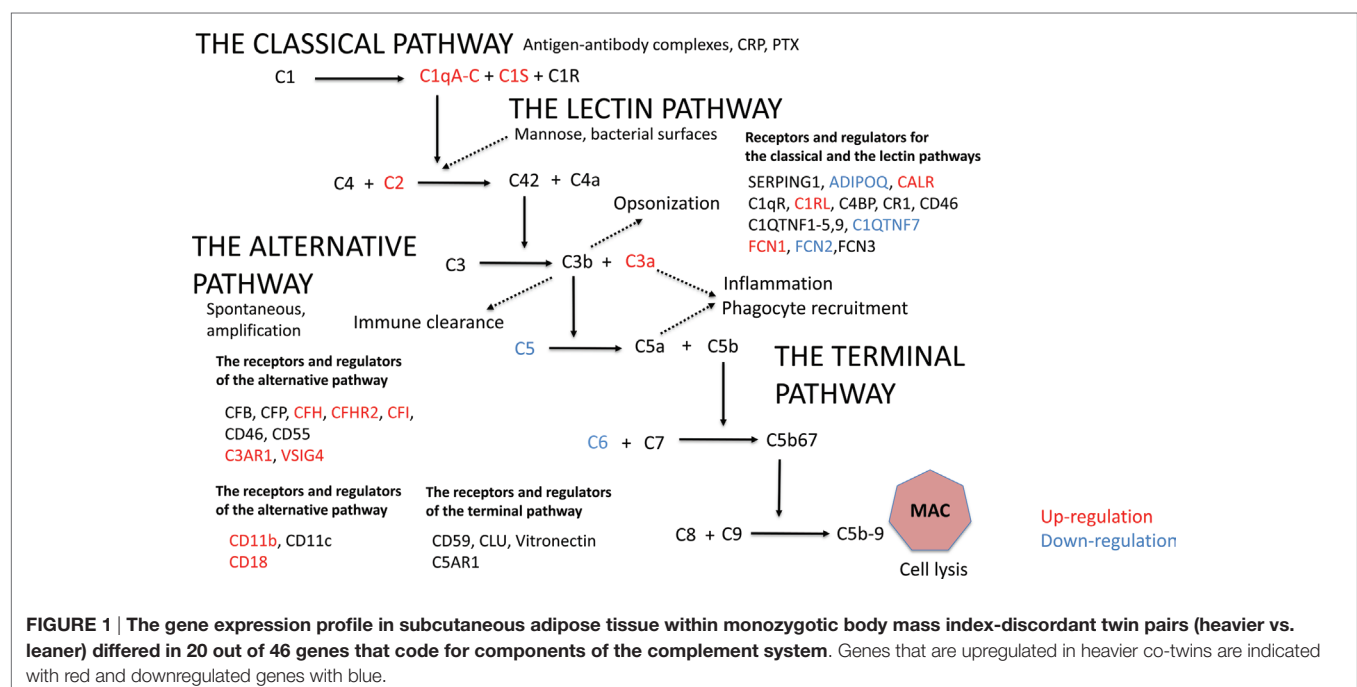 THE CLASSICAL PATHWAY Antigen-antibody complexes, CRP, PTX
C1 C1qA-C + C1S + C1R
THE LECTIN PATHWAY
Mannose, bacterial surfaces
Receptors and regulators for
the classical and the lectin pathways
SERPING1, ADIPOQ, CALR
C1qR, C1RL, C4BP, CR1, CD46
C1QTNF1-5,9, C1QTNF7
FCN1, FCN2,FCN3
C4 + C2 C42 + C4a
Opsonization
THE ALTERNATIVE
PATHWAY
Spontaneous,
amplification
C3 C3b + C3a
Inflammation
Phagocyte recruitment
Immune clearance
C5 C5a + C5b
THE TERMINAL
PATHWAY
The receptors and regulators
of the alternative pathway
CFB, CFP, CFH, CFHR2, CFI,
CD46, CD55
C3AR1, VSIG4
C6 + C7 C5b67
The receptors and regulators
of the alternative pathway
CD11b, CD11c
CD18
The receptors and regulators
of the terminal pathway
CD59, CLU, Vitronectin
C5AR1
C8 + C9 C5b-9
MAC
Cell lysis
Up-regulation
Down-regulation
FIGURE 1 | The gene expression profile in subcutaneous adipose tissue within monozygotic body mass index-discordant twin pairs (heavier vs.
leaner) differed in 20 out of 46 genes that code for components of the complement system. Genes that are upregulated in heavier co-twins are indicated
with red and downregulated genes with blue.